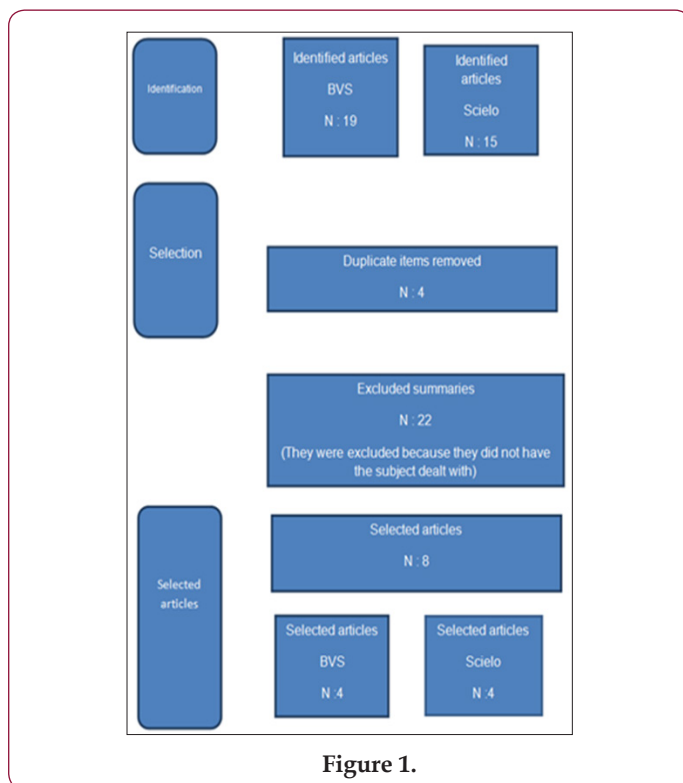 Identification
Identified articles
BVS
N : 19
Identified
articles
Scielo
N : 15
Selection
Duplicate items removed
N : 4
Excluded summaries
N : 22
(They were excluded because they did not have
the subject dealt with)
Selected
articles
Selected articles
N : 8
Selected articles
BVS
N :4
Selected articles
Scielo
N :4
Figure 1.